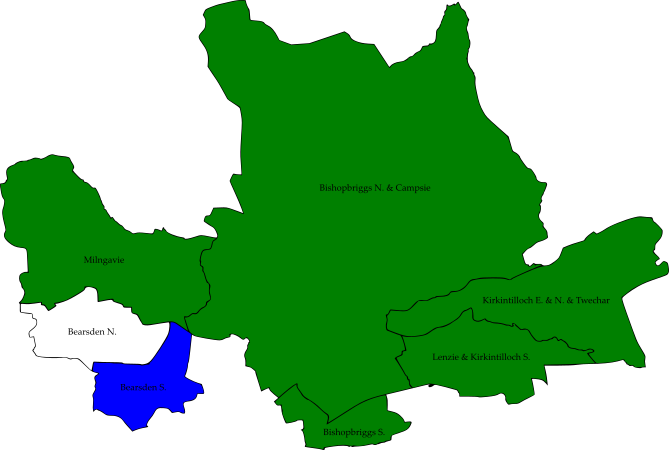 Bishopbriggs N. & Campsie
Milngavie
Kirkintilloch E. & N. & Twechar
Bearsden N.
Lenzie & Kirkintilloch S.
Bearsden S.
Bishopbriggs S.